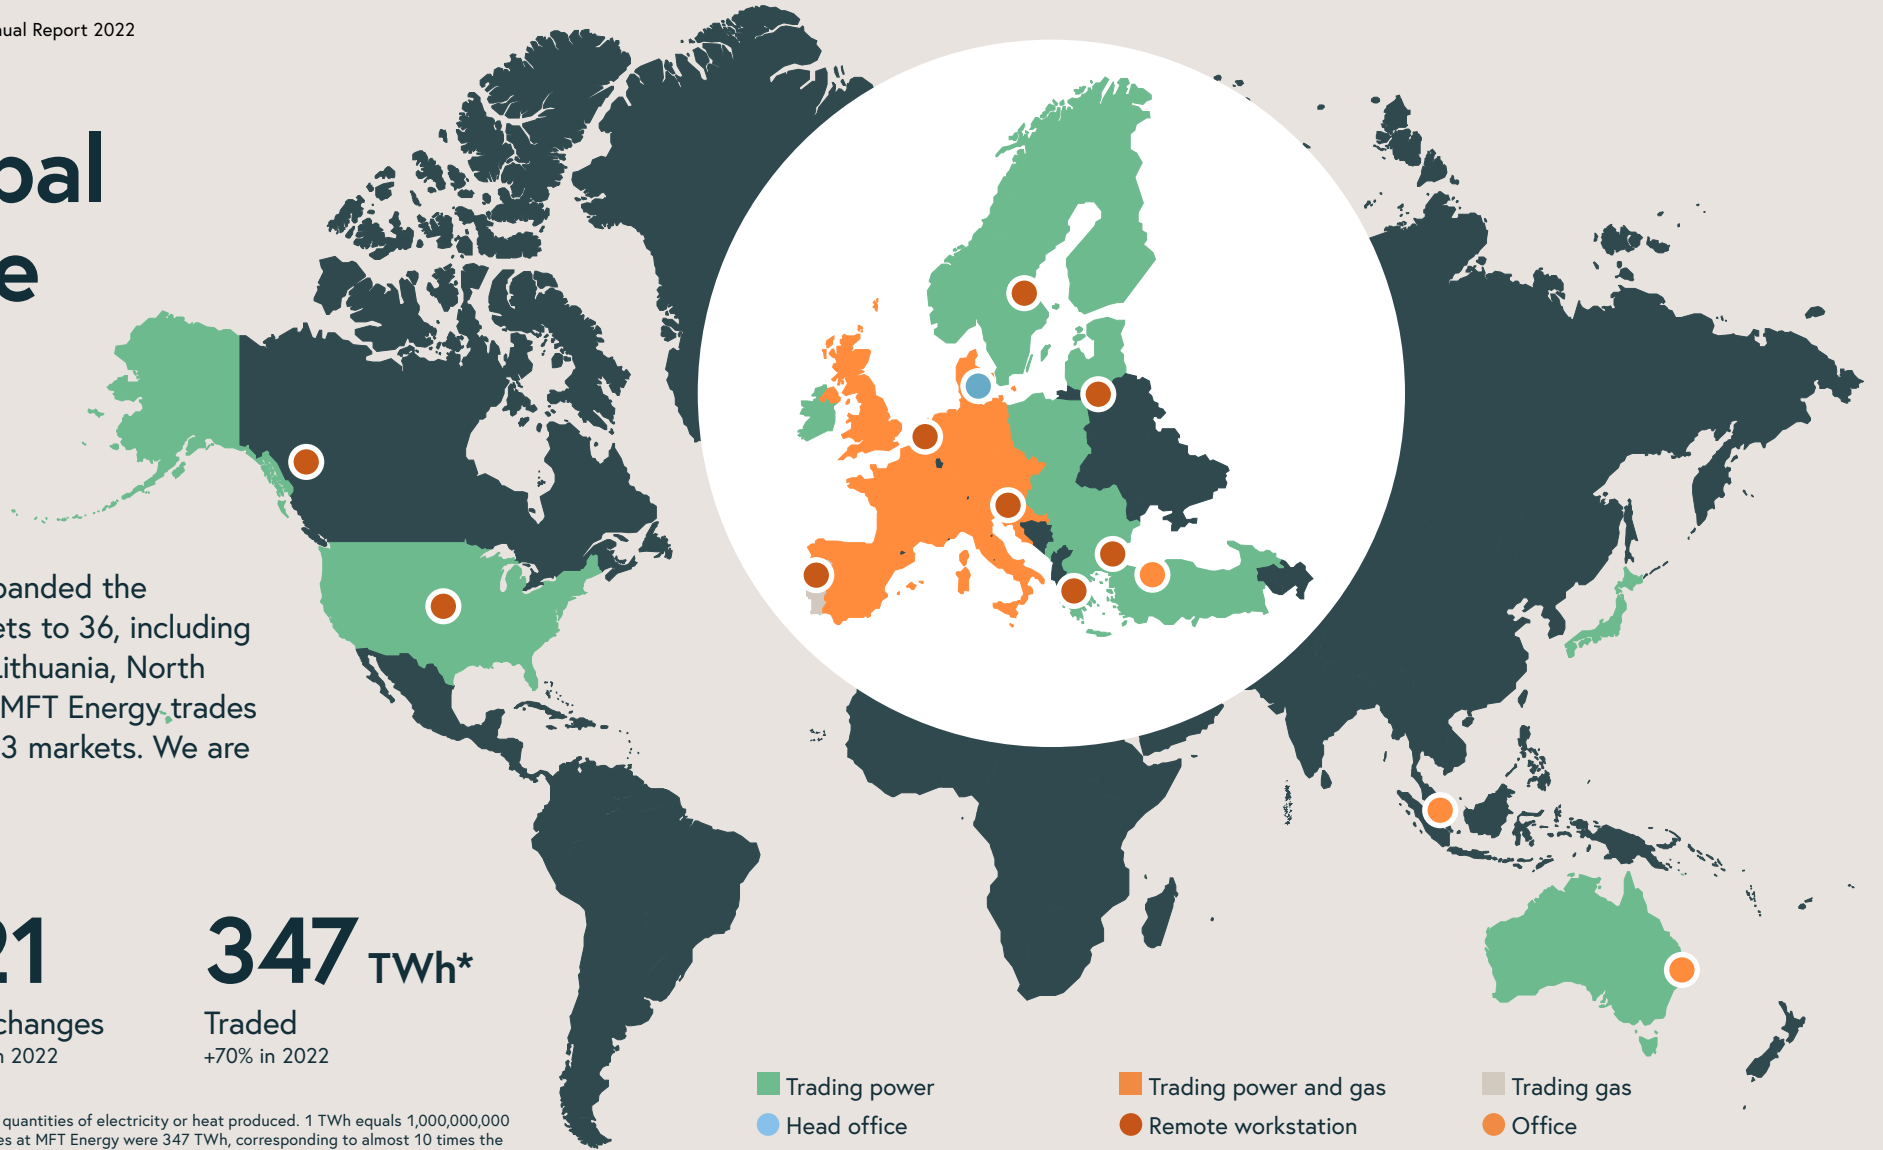 ual Report 2022
bal
e
panded the
ets to 36, including
Lithuania, North
MFT Energy trades
3 markets. We are
21
changes
n 2022
347 TWh*
Traded
+70% in 2022
quantities of electricity or heat produced. 1 TWh equals 1,000,000,000
es at MFT Energy were 347 TWh, corresponding to almost 10 times the
Trading power
Trading power and gas
Trading gas
Head office
Remote workstation
Office